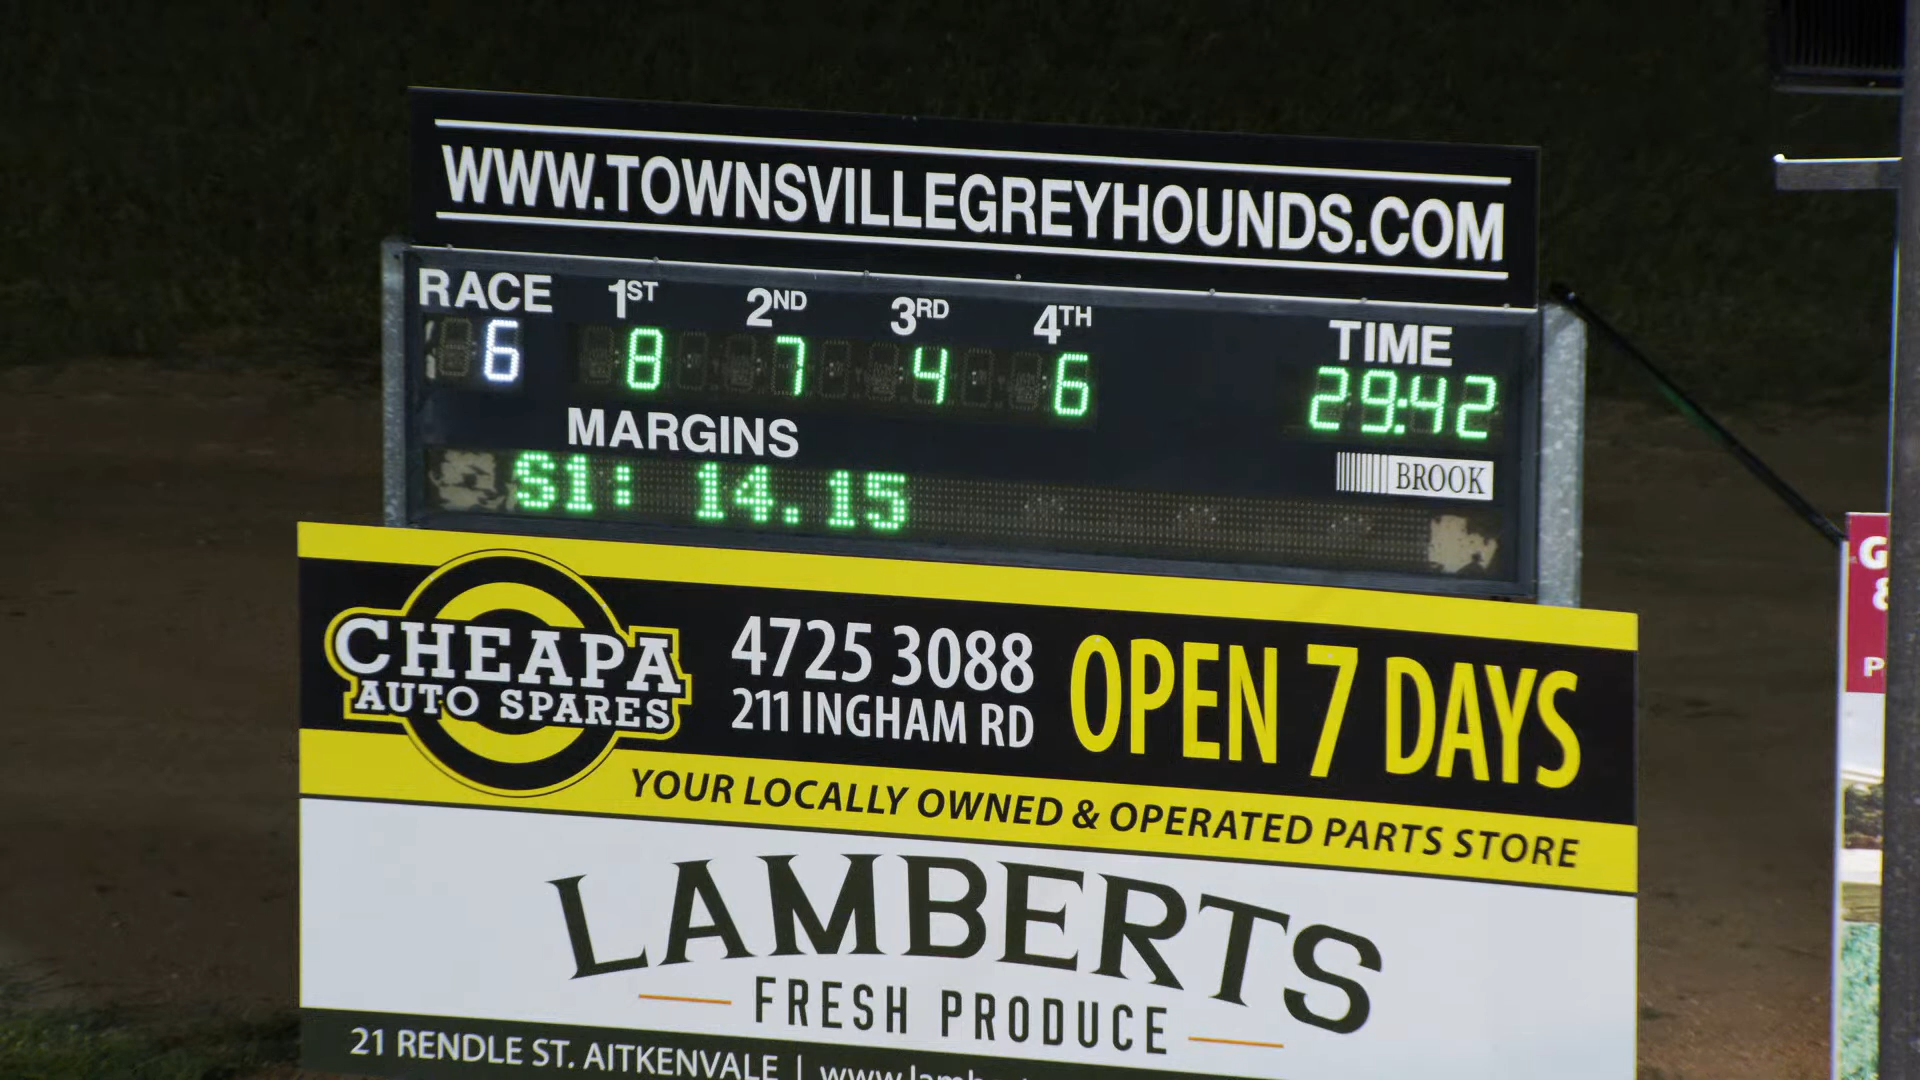 WWW.TOWNSVILLEGREYHOUNDS.COM
RACE 1ST 2ND 3RD 4TH TIME
6 8 7 4 6 29:42
MARGINS
BROOK
S1: 14.15
CHEAPA
AUTO SPARES
4725 3088
211 INGHAM RD
OPEN 7 DAYS
YOUR LOCALLY OWNED & OPERATED PARTS STORE
LAMBERTS
FRESH PRODUCE
21 RENDLE ST. AITKENVALE |